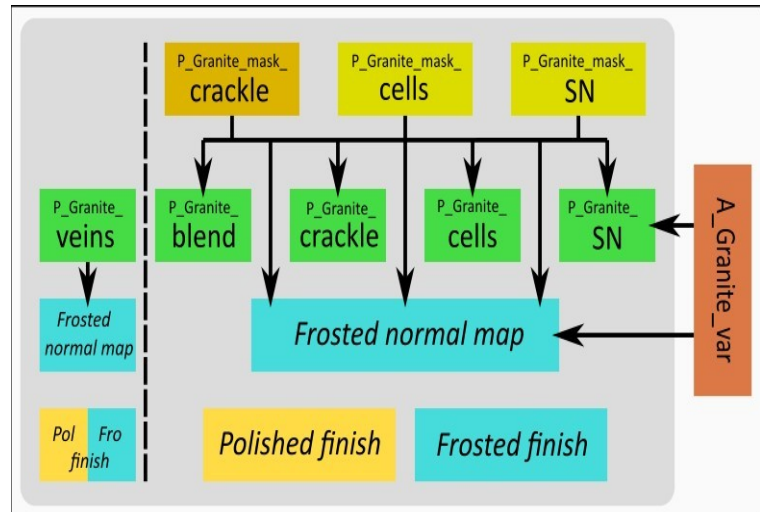 P_Granite_mask_
crackle
P_Granite_mask_
cells
P_Granite_mask_
SN
P_Granite_
veins
P_Granite_
blend
P_Granite_
crackle
P_Granite_
cells
P_Granite_
SN
A_Granite_var
Frosted
normal map
Frosted normal map
Pol Fro
finish
Polished finish
Frosted finish